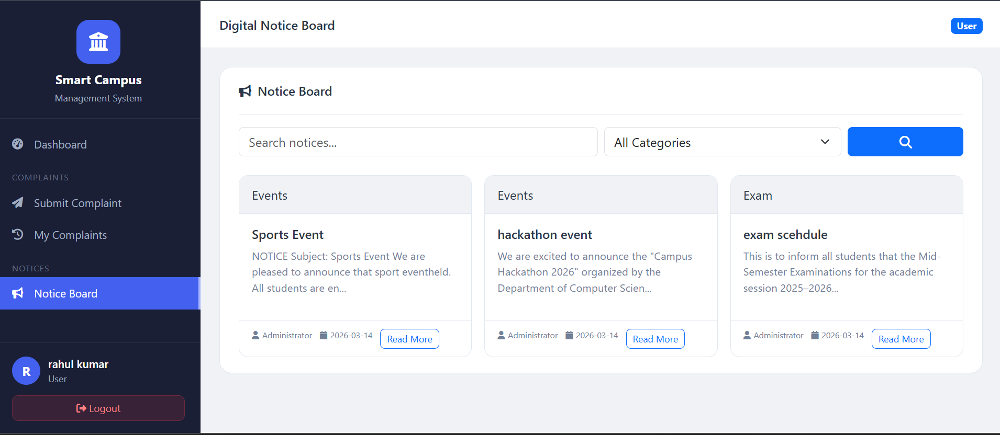 Smart Campus
Management System
Dashboard
COMPLAINTS
Submit Complaint
My Complaints
NOTICES
Notice Board
R
rahul kumar
User
Logout
Digital Notice Board
User
Notice Board
Search notices...
All Categories
Events
Sports Event
NOTICE Subject: Sports Event We are
pleased to announce that sport eventheld.
All students are en...
Administrator 2026-03-14 Read More
Events
hackathon event
We are excited to announce the "Campus
Hackathon 2026" organized by the
Department of Computer Scien...
Administrator 2026-03-14 Read More
Exam
exam scehdule
This is to inform all students that the Mid-
Semester Examinations for the academic
session 2025–2026...
Administrator 2026-03-14 Read More